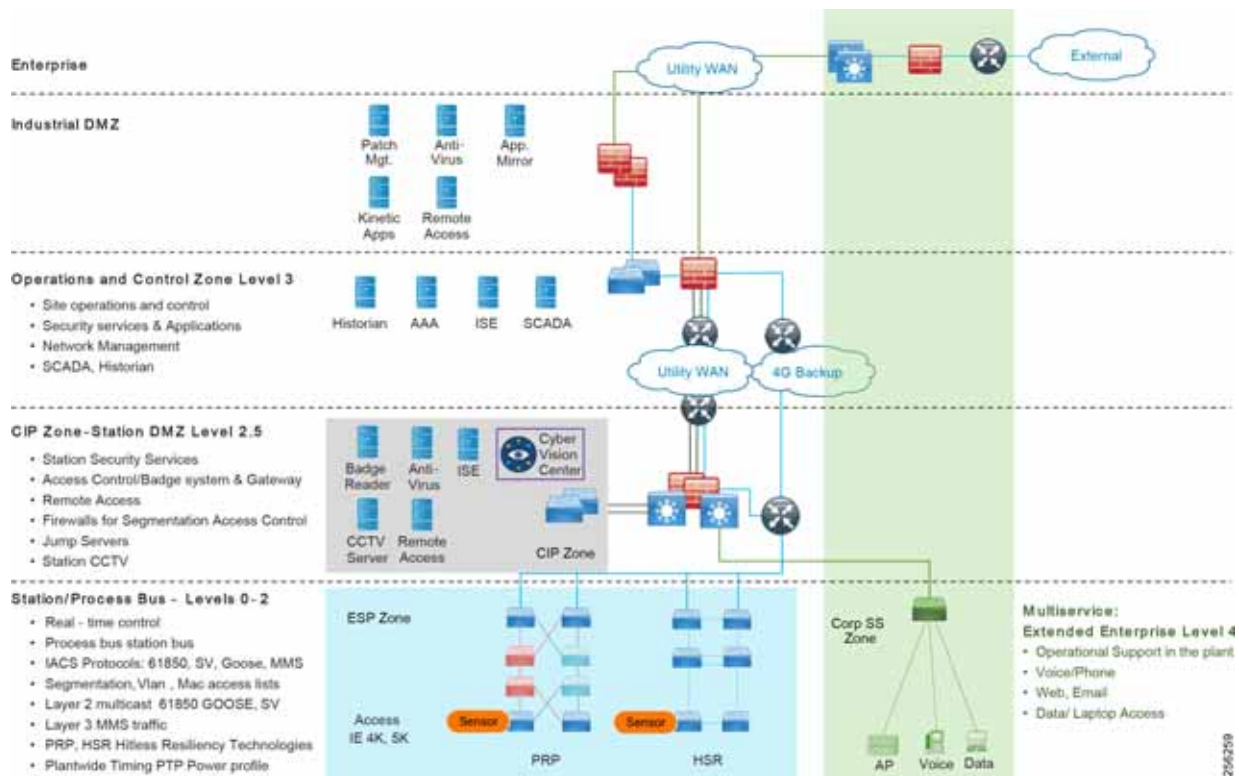 Enterprise
Utility WAN
External
Industrial DMZ
Patch
Mgt.
Anti-
Virus
App.
Mirror
Kinetic
Apps
Remote
Access
Operations and Control Zone Level 3
• Site operations and control
• Security services & Applications
• Network Management
• SCADA, Historian
Historian
AAA
ISE
SCADA
Utility WAN
4G Backup
CIP Zone-Station DMZ Level 2.5
• Station Security Services
• Access Control/Badge system & Gateway
• Remote Access
• Firewalls for Segmentation Access Control
• Jump Servers
• Station CCTV
Badge
Reader
Anti-
Virus
ISE
Cyber
Vision
Center
CCTV
Server
Remote
Access
CIP Zone
Station/Process Bus - Levels 0-2
• Real - time control
• Process bus station bus
• IACS Protocols: 61850, SV, Goose, MMS
• Segmentation, Vlan , Mac access lists
• Layer 2 multicast 61850 GOOSE, SV
• Layer 3 MMS traffic
• PRP, HSR Hitless Resiliency Technologies
• Plantwide Timing PTP Power profile
ESP Zone
Access
IE 4K, 5K
Sensor
PRP
Sensor
HSR
Corp SS
Zone
AP
Voice
Data
Multiservice:
Extended Enterprise Level 4
• Operational Support in the plant
• Voice/Phone
• Web, Email
• Data/ Laptop Access
256259